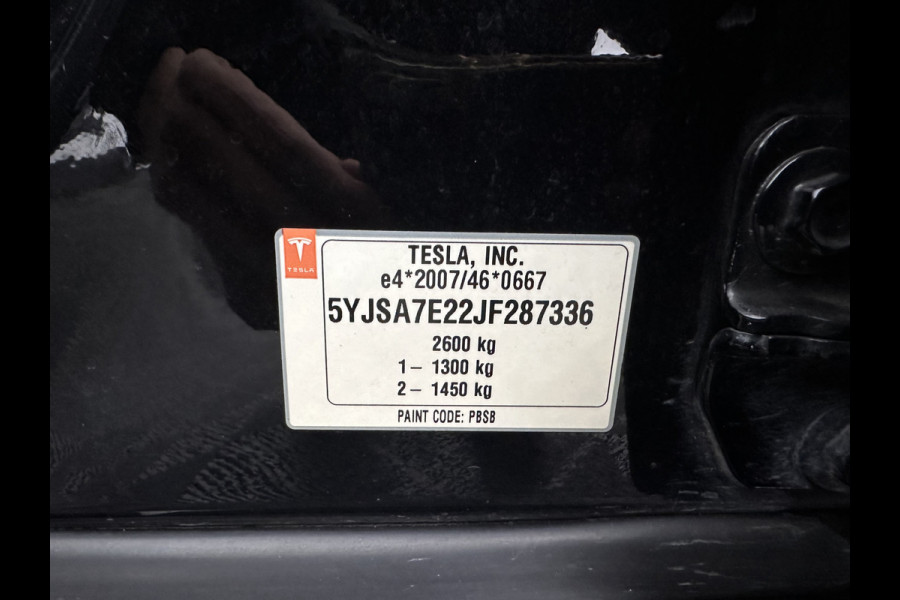 TESLA
TESLA, INC.
e4*2007/46*0667
5YJSA7E22JF287336
2600 kg
1– 1300 kg
2– 1450 kg
PAINT CODE: PBSB